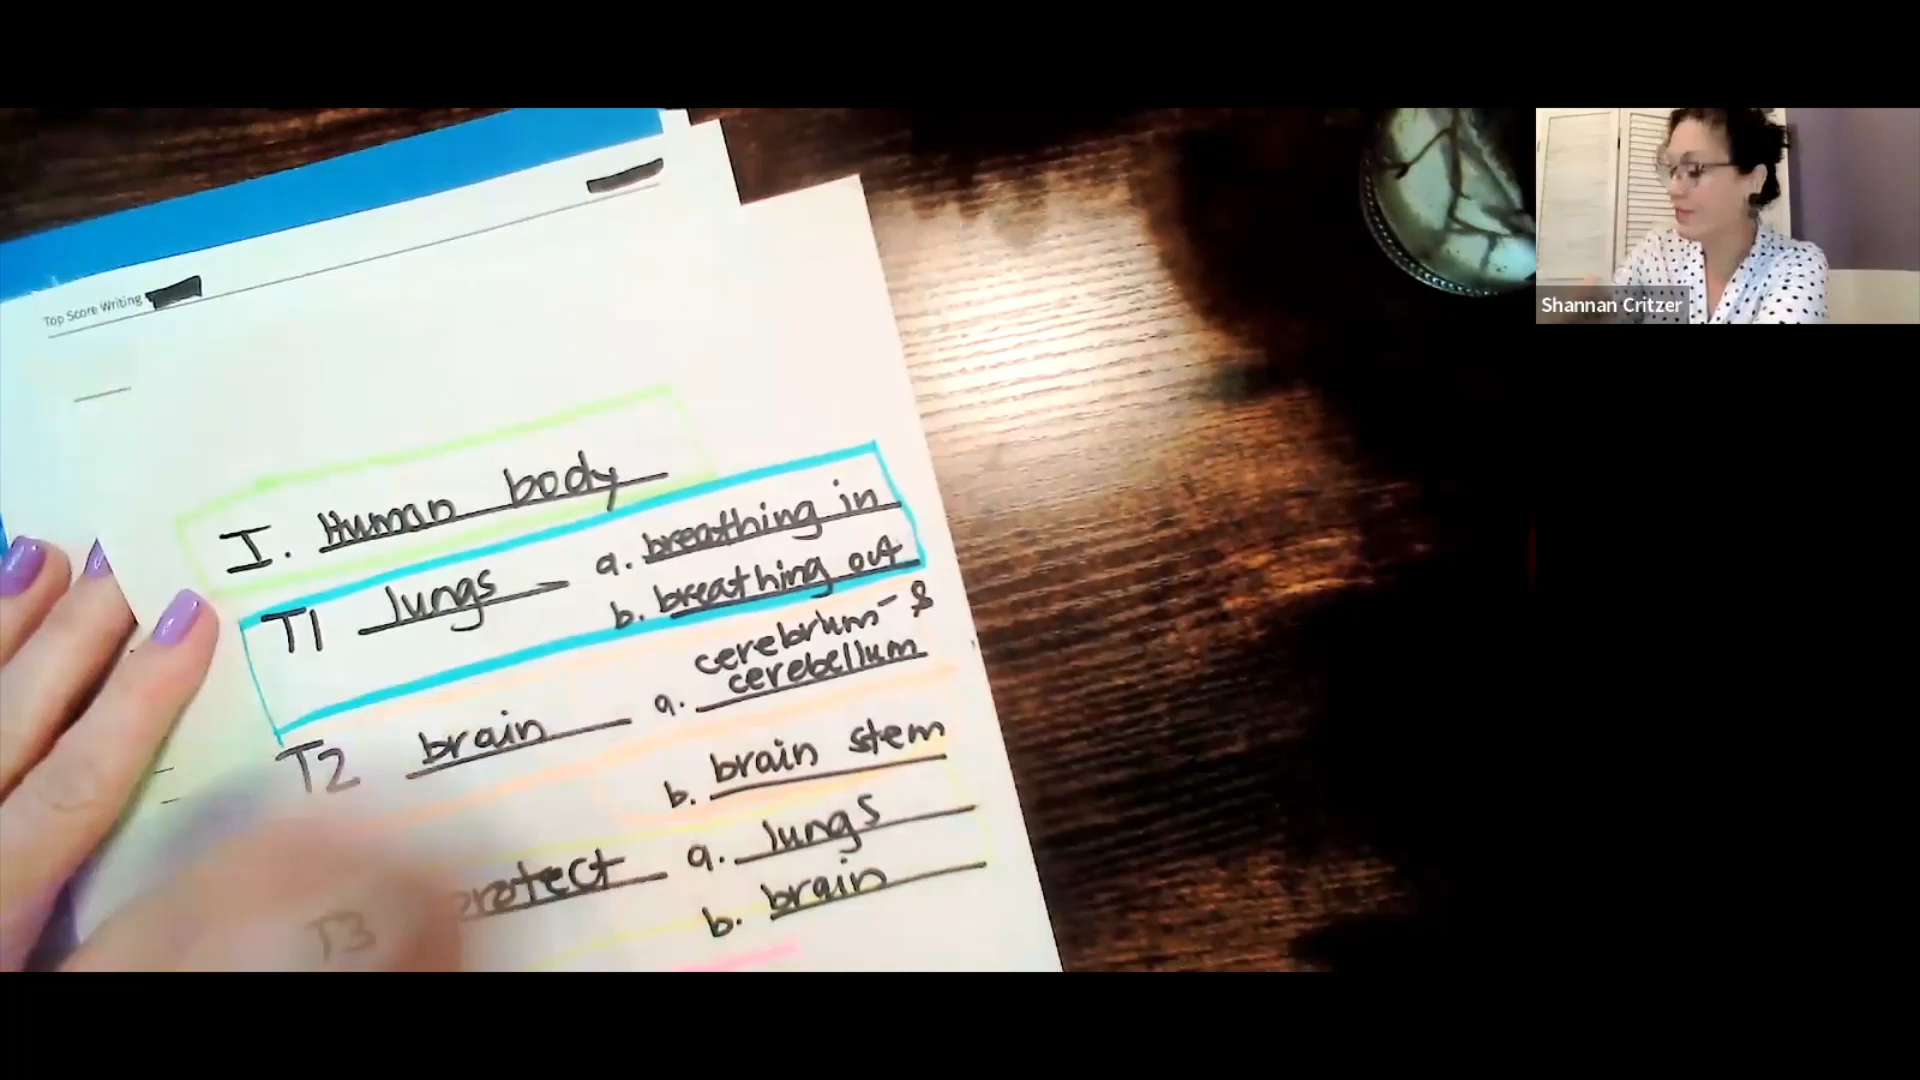 Top Score Writing
I. Human body
T1 lungs a. breathing in
b. breathing out
cerebrum &
T2 brain a. cerebellum
b. brain stem
T3 protect a. lungs
b. brain
Shannan Critzer